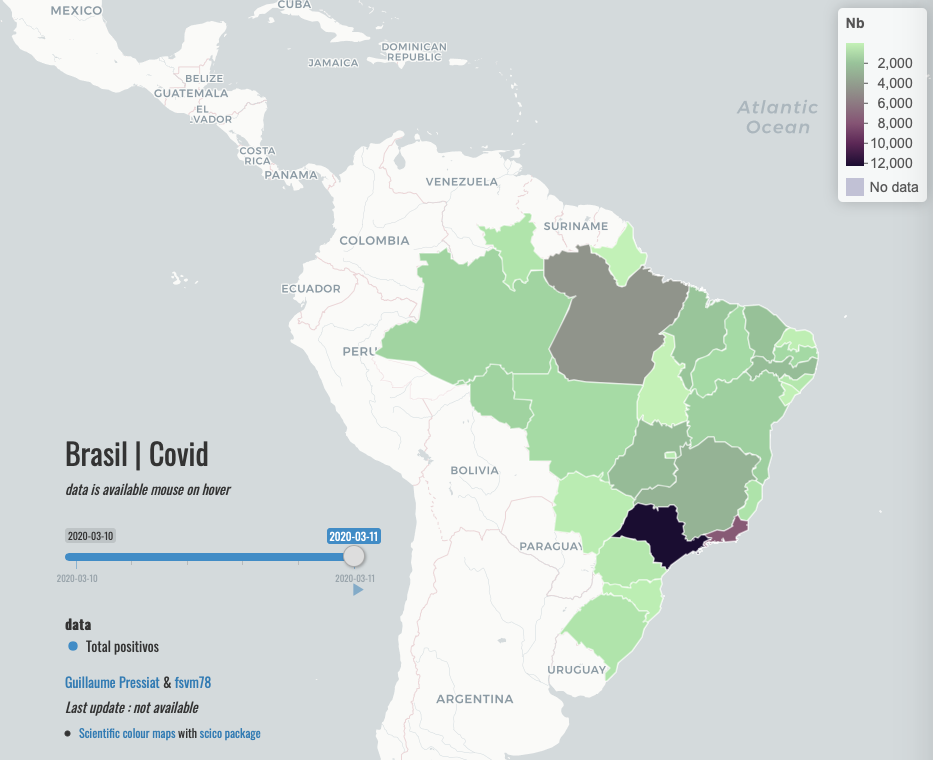 MEXICO
CUBA
DOMINICAN
REPUBLIC
JAMAICA
BELIZE
GUATEMALA
EL
.VADOR
COSTA
RICA
PANAMA
VENEZUELA
SURINAME
COLOMBIA
ECUADOR
PERU
BOLIVIA
PARAGUAY
URUGUAY
ARGENTINA
Atlantic
Ocean
Nb
2,000
4,000
6,000
8,000
10,000
12,000
No data
Brasil | Covid
data is available mouse on hover
2020-03-10
2020-03-11
2020-03-10
2020-03-11
data
Total positivos
Guillaume Pressiat & fsvm78
Last update : not available
Scientific colour maps with scico package